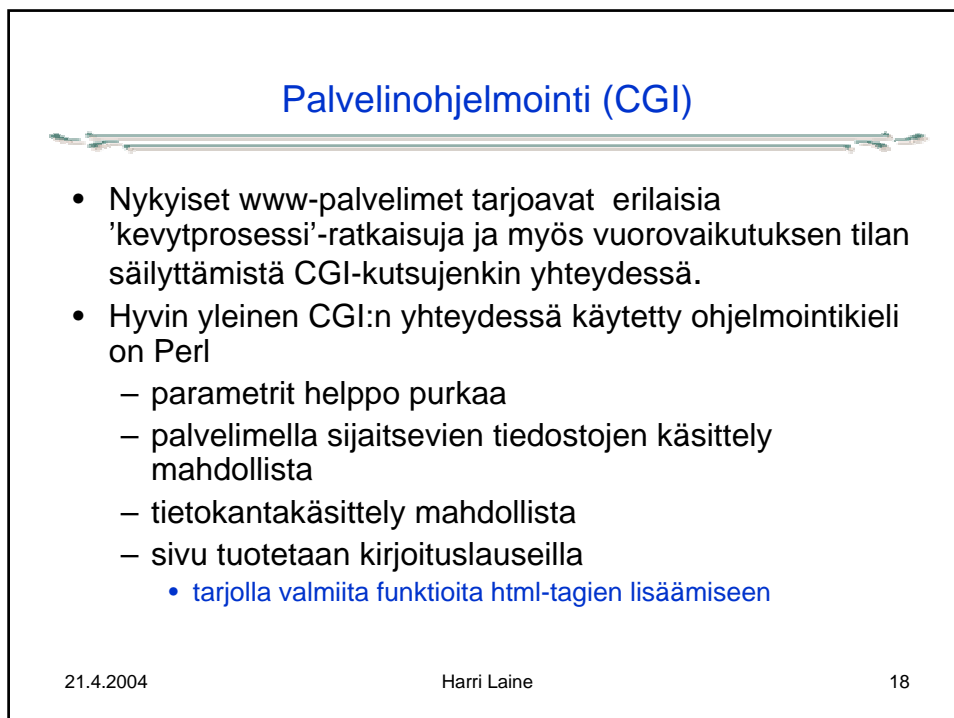 Palvelinohjelmointi (CGI)
• Nykyiset www-palvelimet tarjoavat erilaisia
’kevytprosessi’-ratkaisuja ja myös vuorovaikutuksen tilan
säilyttämistä CGI-kutsujenkin yhteydessä.
• Hyvin yleinen CGI:n yhteydessä käytetty ohjelmointikieli
on Perl
– parametrit helppo purkaa
– palvelimella sijaitsevien tiedostojen käsittely
mahdollista
– tietokantakäsittely mahdollista
– sivu tuotetaan kirjoituslauseilla
• tarjolla valmiita funktioita html-tagien lisäämiseen
21.4.2004 Harri Laine 18